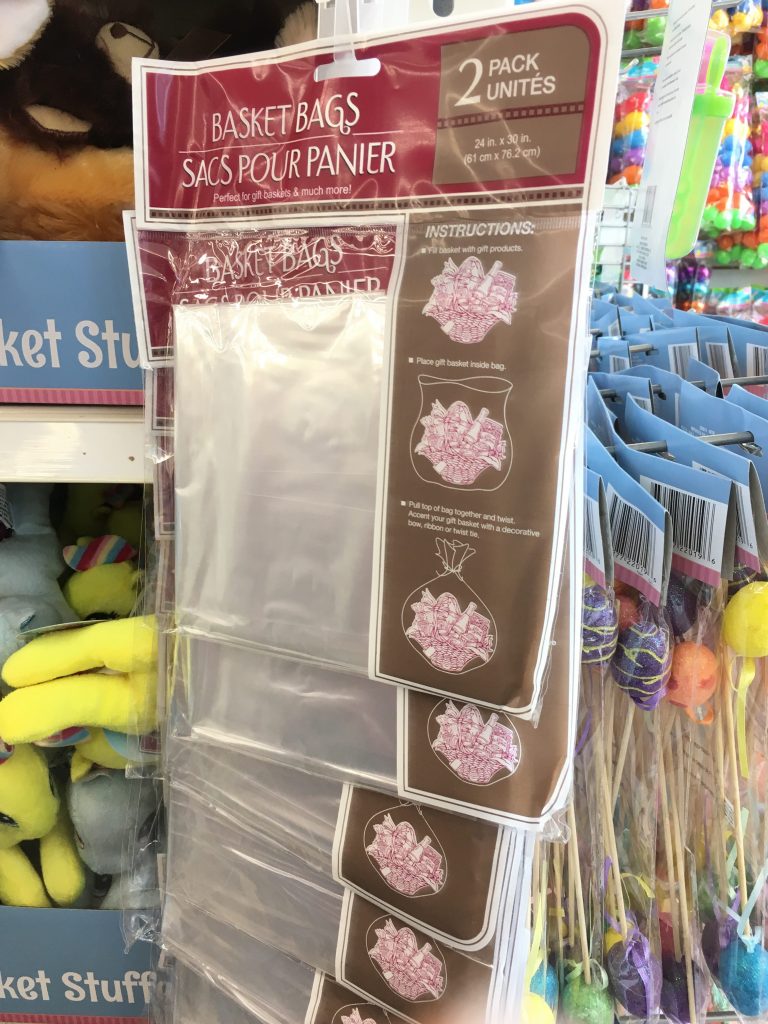 BASKET BAGS
SACS POUR PANIER
Perfect for gift baskets & much more!
2 PACK
UNITÉS
24 in. x 30 in.
(61 cm x 76.2 cm)
BASKET BAGS
SACS POUR PANIER
INSTRUCTIONS:
■ Fill basket with gift products.
■ Place gift basket inside bag.
■ Pull top of bag together and twist.
Accent your gift basket with a decorative
bow, ribbon or twist tie.
ket Stu
ket Stuff